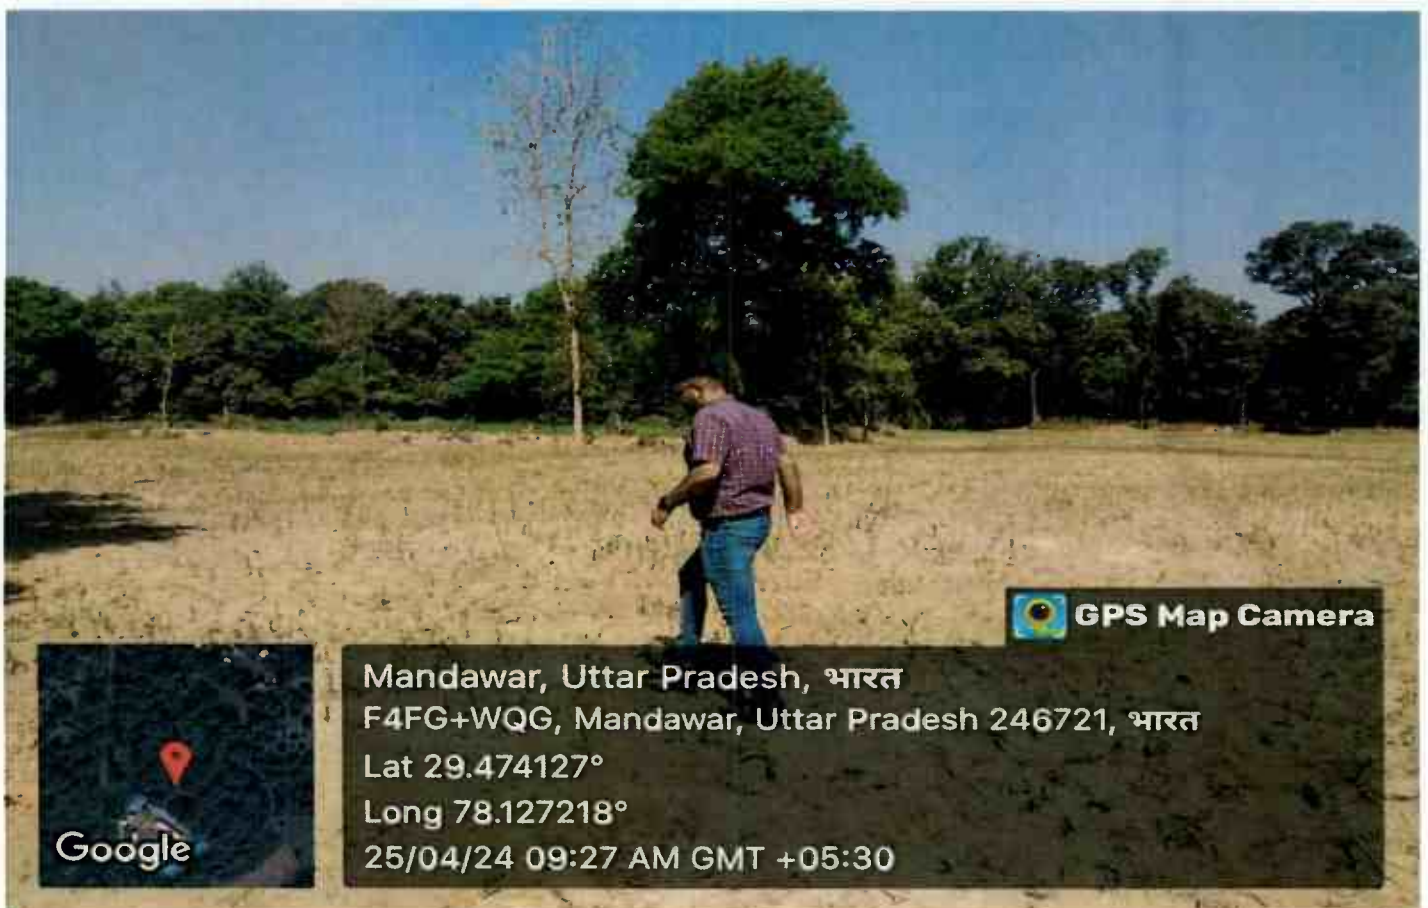 GPS Map Camera
Mandawar, Uttar Pradesh, भारत
F4FG+WQG, Mandawar, Uttar Pradesh 246721, भारत
Lat 29.474127°
Long 78.127218°
25/04/24 09:27 AM GMT +05:30
Google